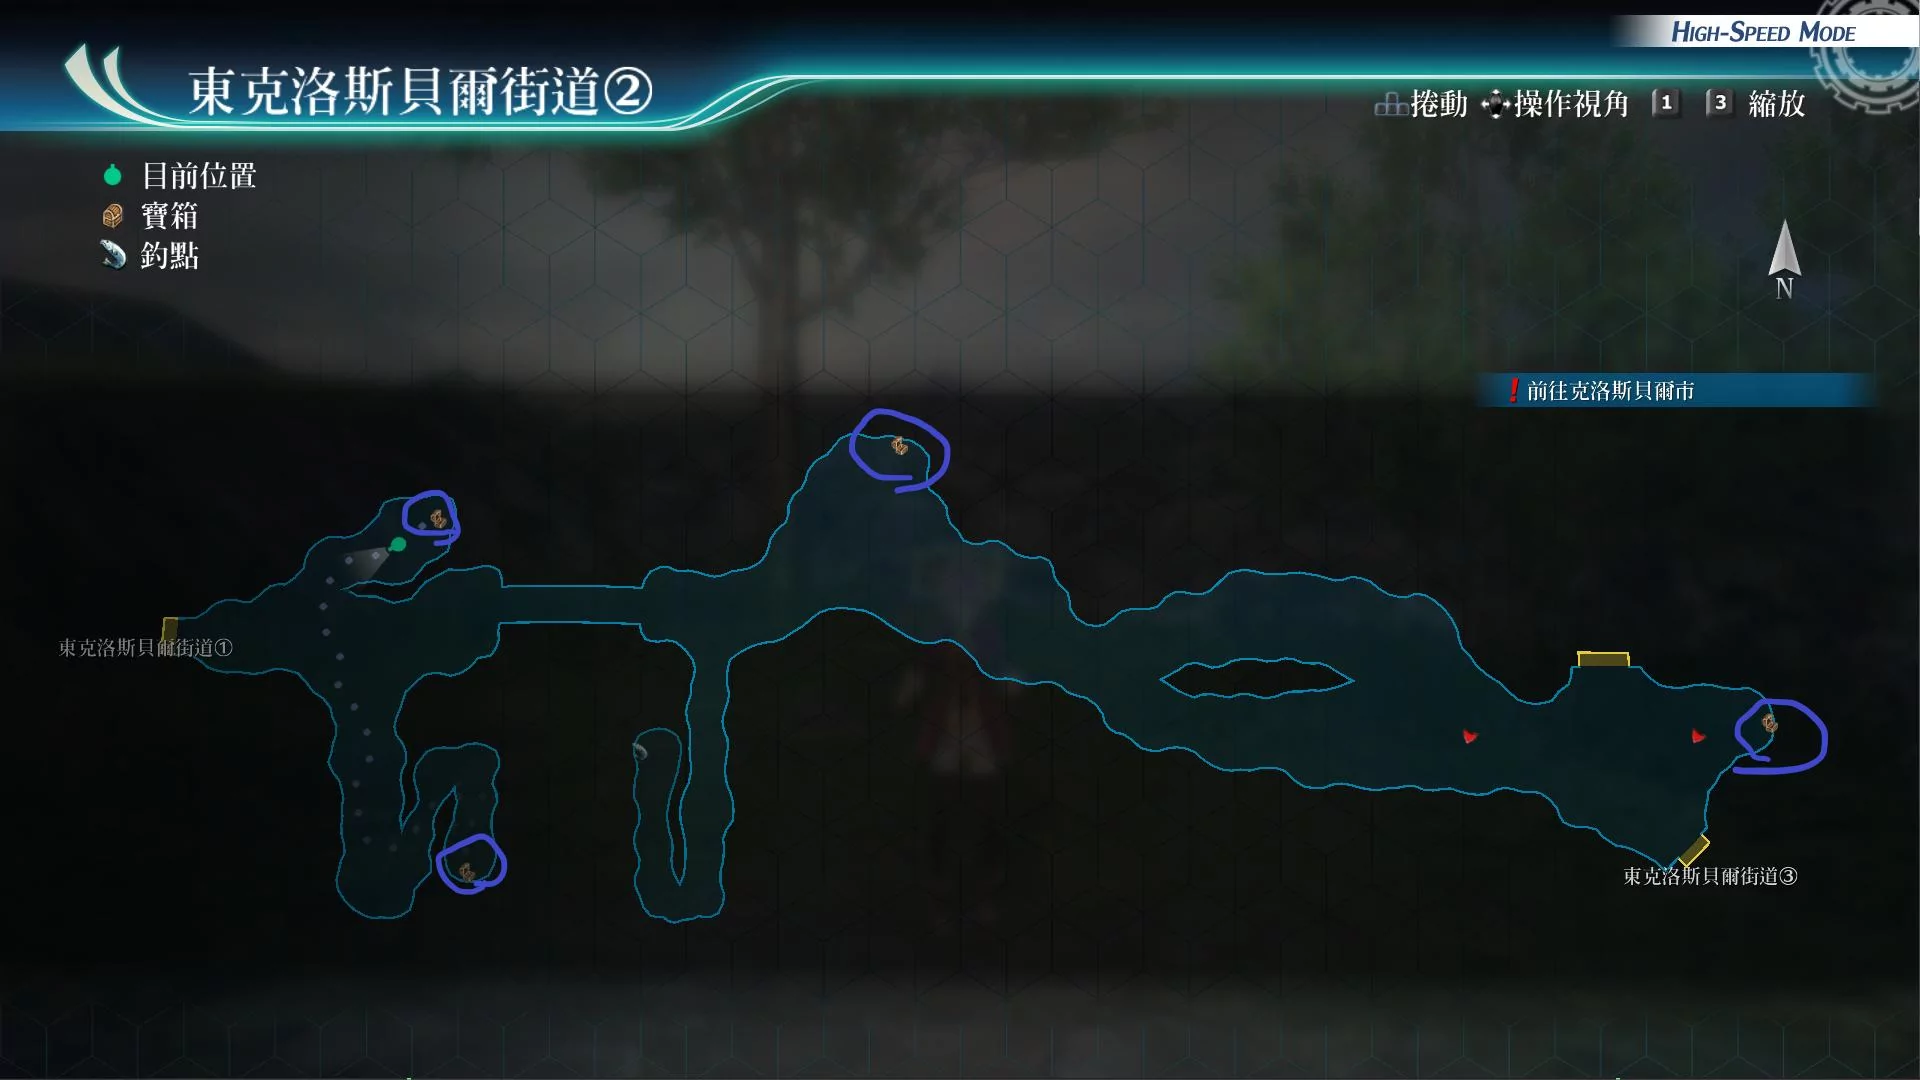 HIGH-SPEED MODE
東克洛斯貝爾街道②
捲動 操作視角 1 3 縮放
目前位置
寶箱
釣點
N
! 前往克洛斯貝爾市
東克洛斯貝爾街道①
東克洛斯貝爾街道③